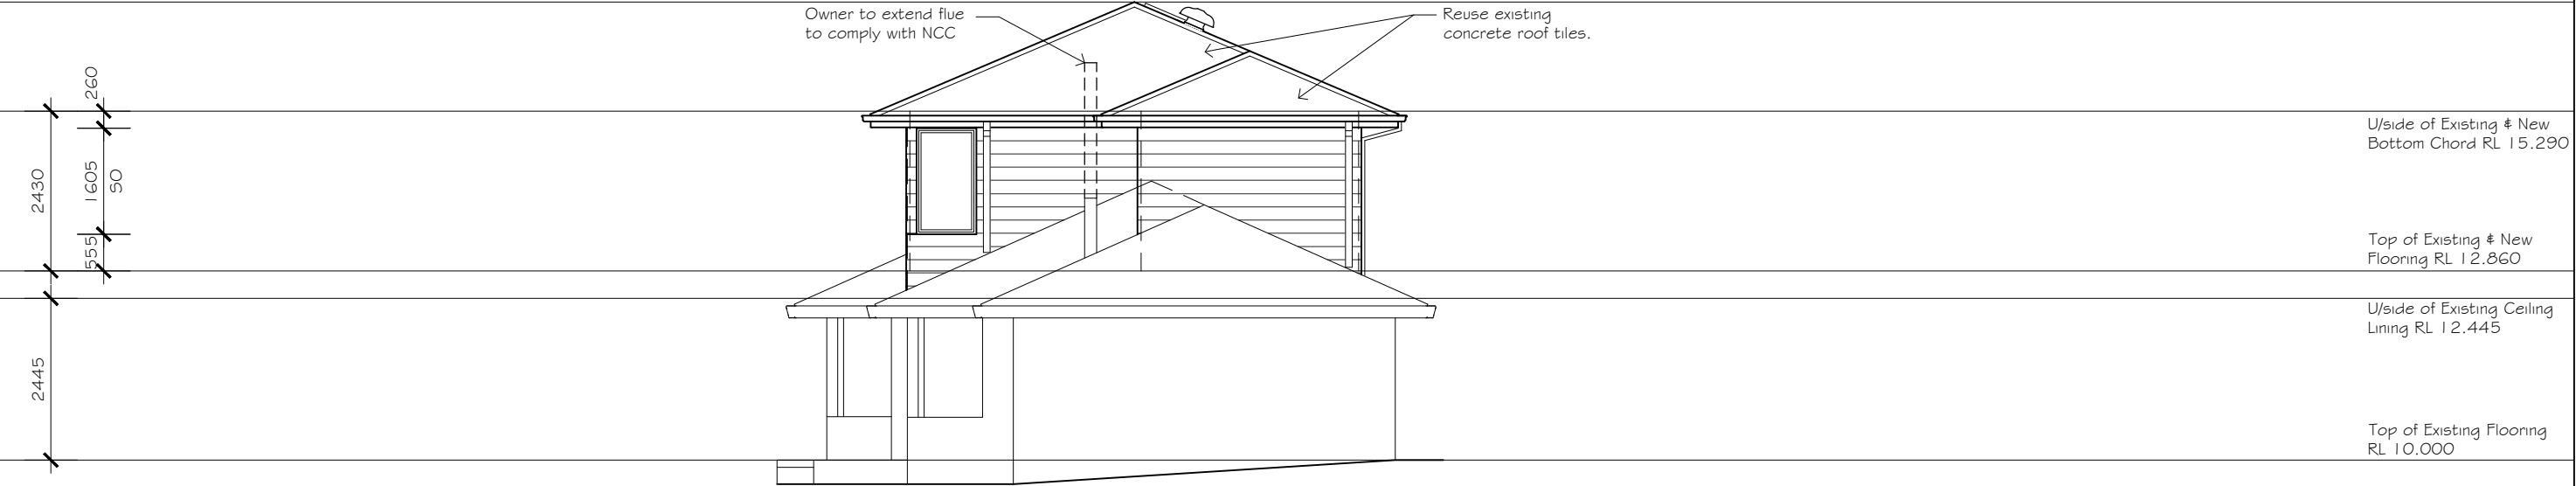 Owner to extend flue
to comply with NCC
Reuse existing
concrete roof tiles.
260
2430
1605
SO
555
2445
U/side of Existing & New
Bottom Chord RL 15.290
Top of Existing & New
Flooring RL 12.860
U/side of Existing Ceiling
Lining RL 12.445
Top of Existing Flooring
RL 10.000